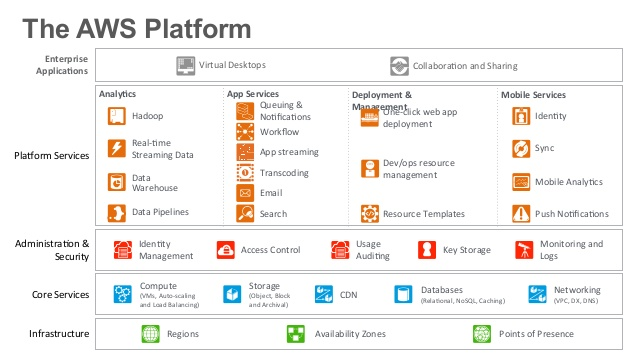 The AWS Platform
Enterprise
Applications
Virtual Desktops
Collaboration and Sharing
Platform Services
Analytics
Hadoop
Real-time
Streaming Data
Data
Warehouse
Data Pipelines
App Services
Queuing &
Notifications
Workflow
App streaming
Transcoding
Email
Search
Deployment &
Management
One-click web app
deployment
Dev/ops resource
management
Resource Templates
Mobile Services
Identity
Sync
Mobile Analytics
Push Notifications
Administration &
Security
Identity
Management
Access Control
Usage
Auditing
Key Storage
Monitoring and
Logs
Core Services
Compute
(VMs, Auto-scaling
and Load Balancing)
Storage
(Object, Block
and Archival)
CDN
Databases
(Relational, NoSQL, Caching)
Networking
(VPC, DX, DNS)
Infrastructure
Regions
Availability Zones
Points of Presence